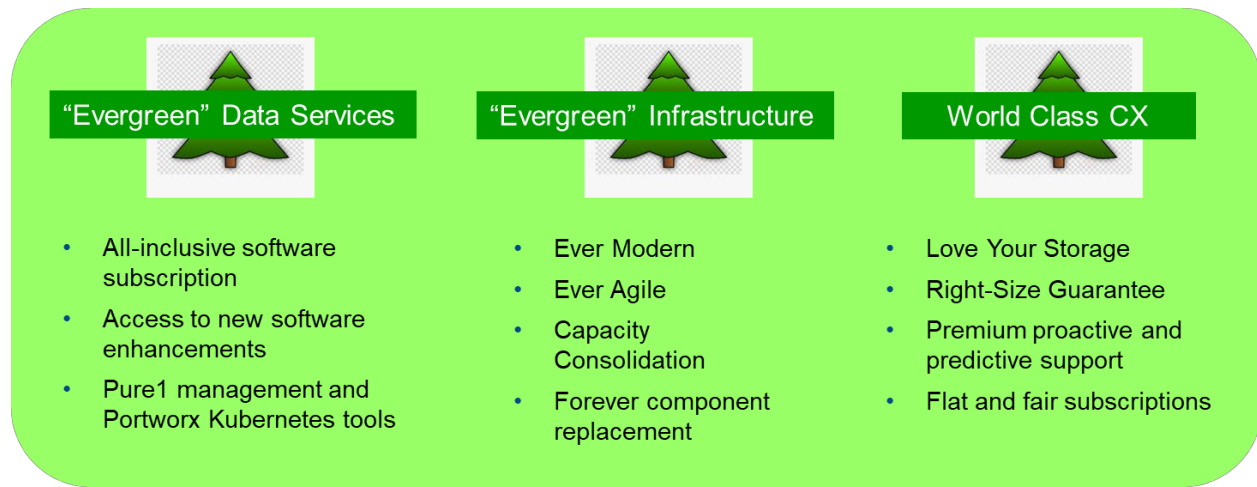 “Evergreen” Data Services
• All-inclusive software
subscription
• Access to new software
enhancements
• Pure1 management and
Portworx Kubernetes tools
“Evergreen” Infrastructure
• Ever Modern
• Ever Agile
• Capacity
Consolidation
• Forever component
replacement
World Class CX
• Love Your Storage
• Right-Size Guarantee
• Premium proactive and
predictive support
• Flat and fair subscriptions